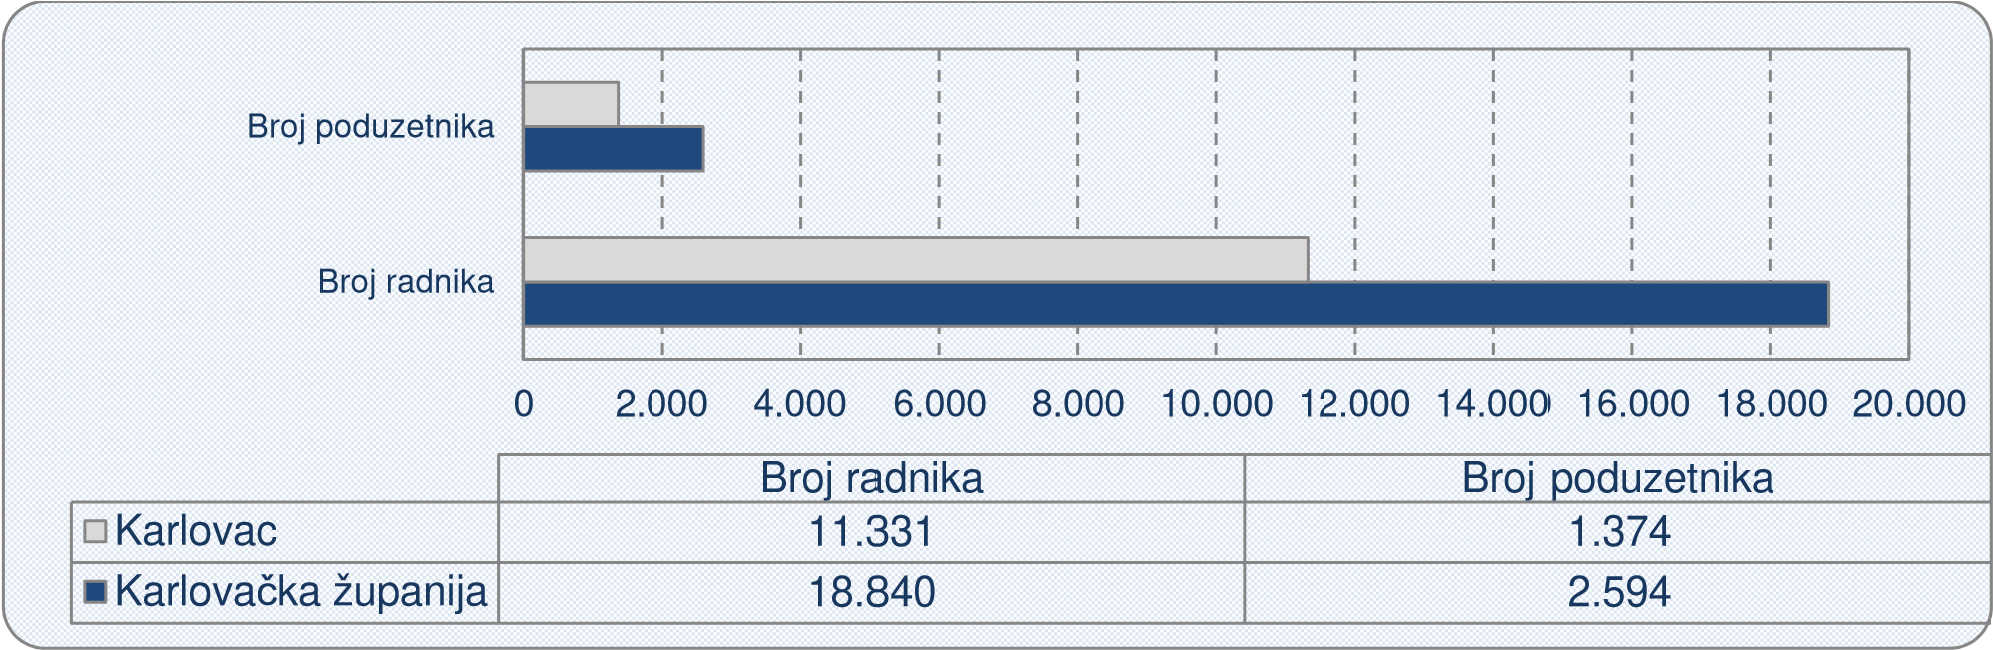 Broj poduzetnika
Broj radnika
0 2.000 4.000 6.000 8.000 10.000 12.000 14.000 16.000 18.000 20.000
Broj radnika Broj poduzetnika
Karlovac 11.331 1.374
Karlovačka županija 18.840 2.594